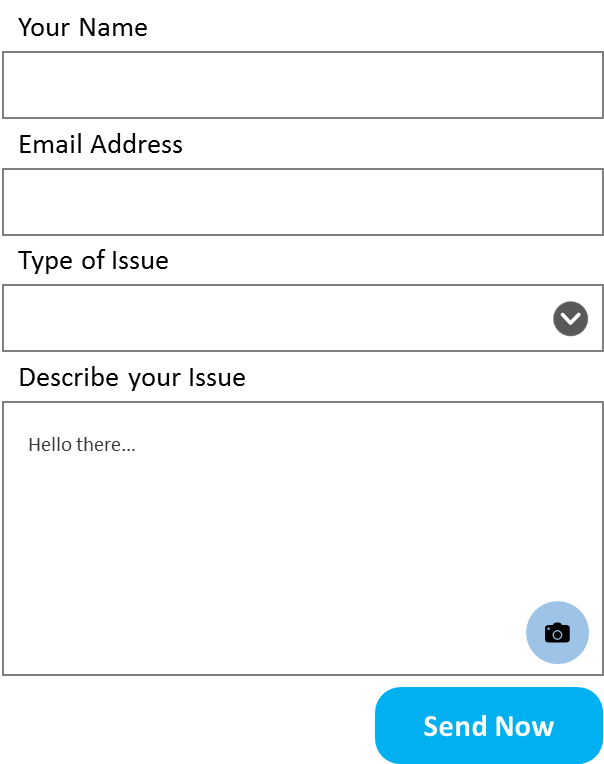 Your Name
Email Address
Type of Issue
Describe your Issue
Hello there...
Send Now